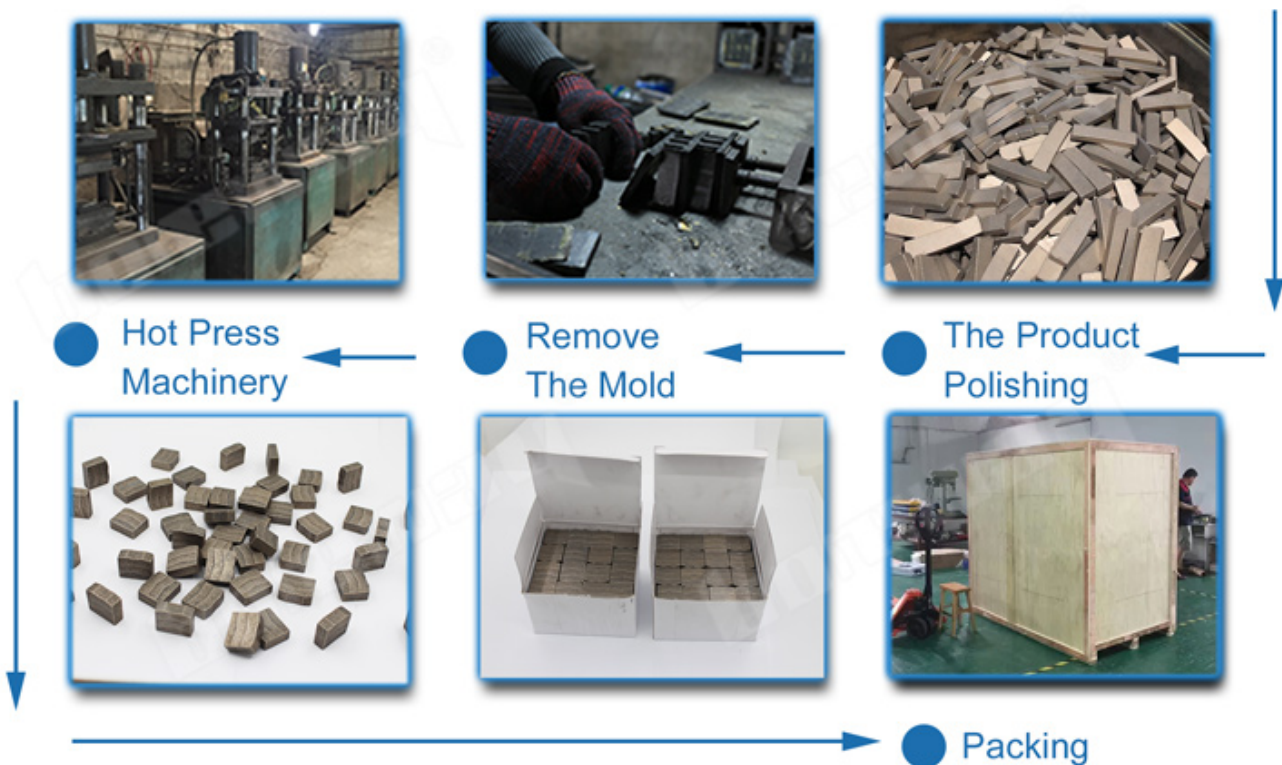 Hot Press
Machinery
Remove
The Mold
The Product
Polishing
Packing